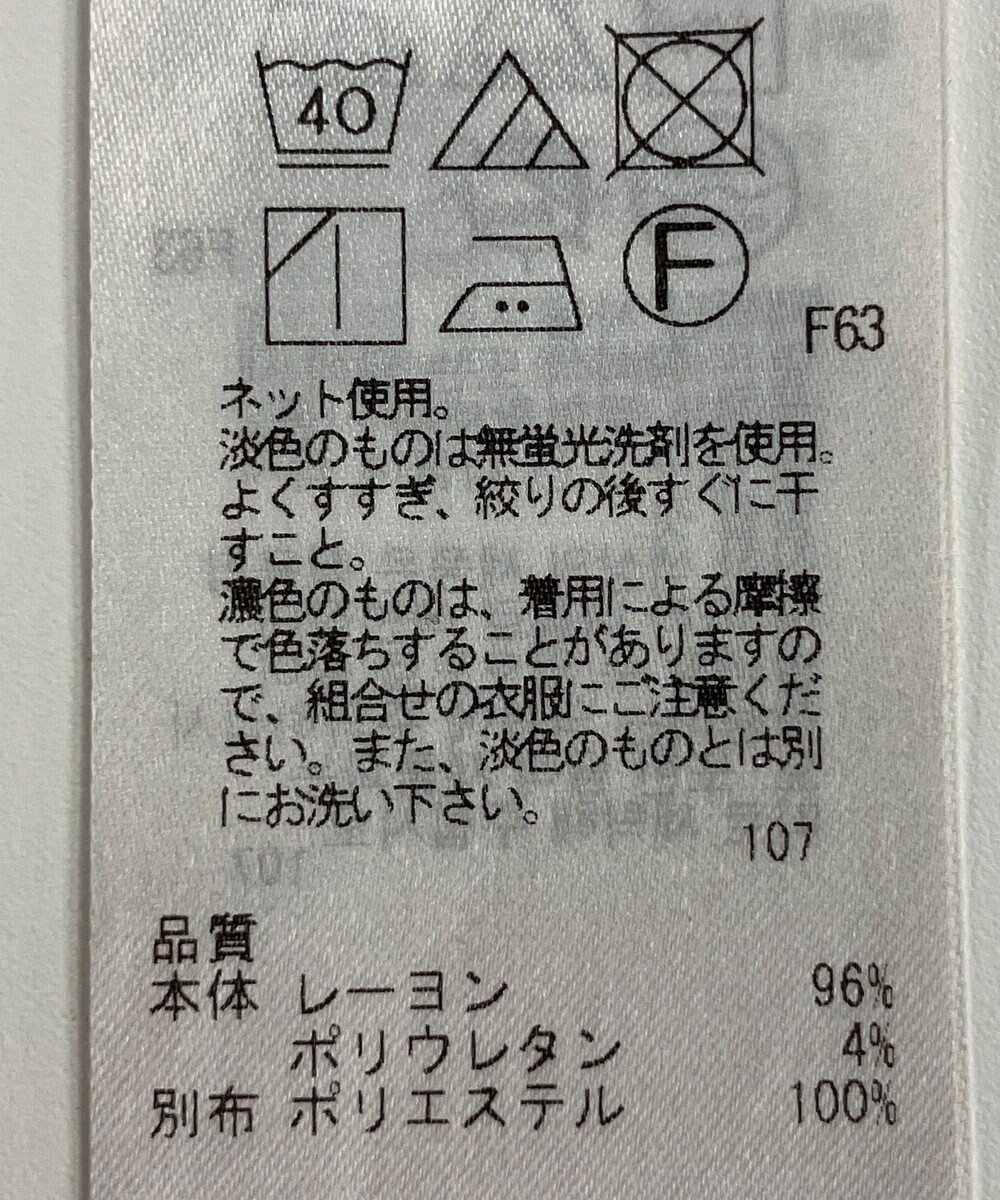 40
F
F63
ネット使用。
淡色のものは無蛍光洗剤を使用。
よくすすぎ、絞りの後すぐに干
すこと。
濃色のものは、着用による摩擦
で色落ちすることがありますの
で、組合せの衣服にご注意くだ
さい。また、淡色のものとは別
にお洗い下さい。
107
品質
本体 レーヨン 96%
ポリウレタン 4%
別布 ポリエステル 100%